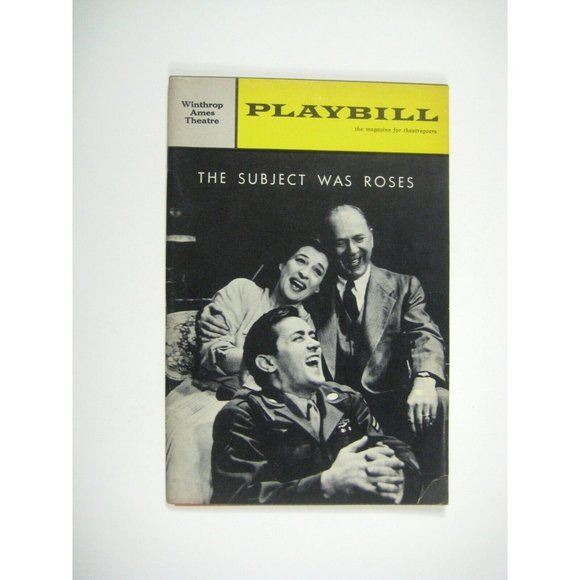 Winthrop
Ames
Theatre
PLAYBILL
the magazine for theatregoers
THE SUBJECT WAS ROSES